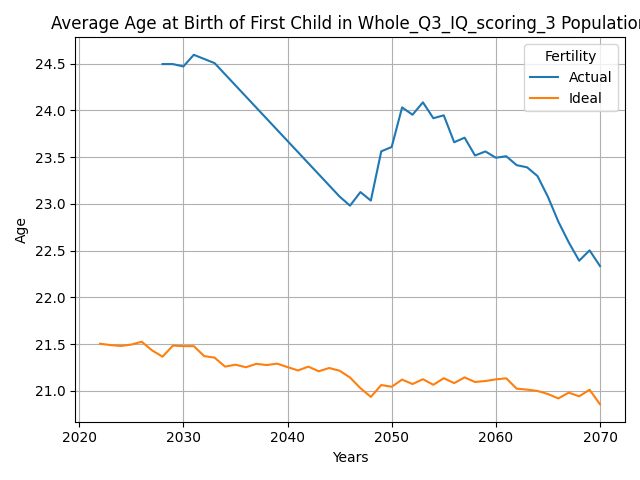 Average Age at Birth of First Child in Whole_Q3_IQ_scoring_3 Population
Fertility
Actual
Ideal
24.5
24.0
23.5
23.0
22.5
22.0
21.5
21.0
Age
2020 2030 2040 2050 2060 2070
Years